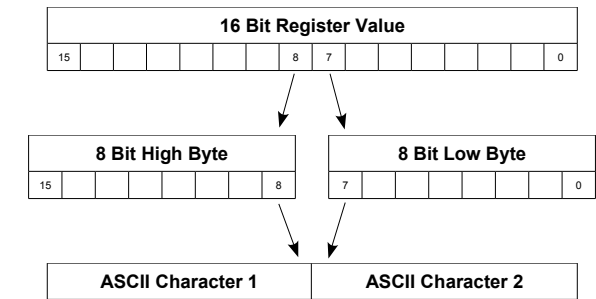 16 Bit Register Value
15 8 7 0
8 Bit High Byte 8 Bit Low Byte
15 8 7 0
ASCII Character 1 ASCII Character 2